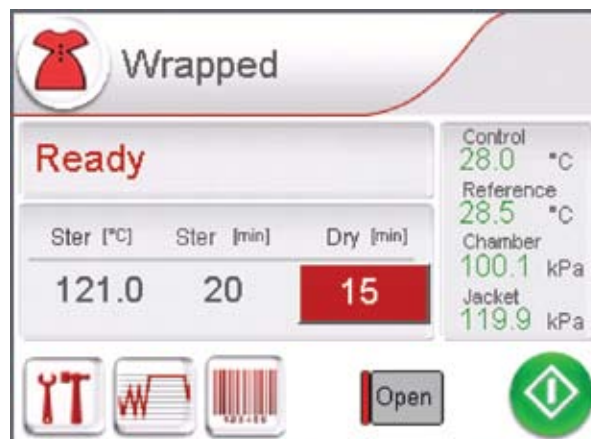 Wrapped
Ready
Ster [°C] Ster [min] Dry [min]
121.0 20 15
Control
28.0 °C
Reference
28.5 °C
Chamber
100.1 kPa
Jacket
119.9 kPa
Open